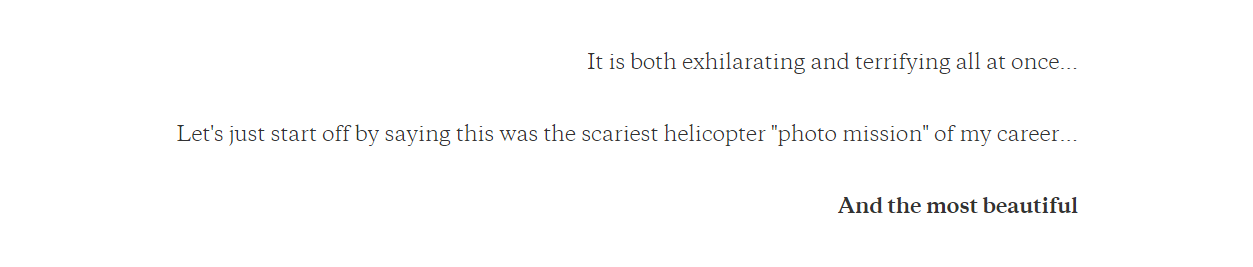 It is both exhilarating and terrifying all at once...
Let's just start off by saying this was the scariest helicopter "photo mission" of my career...
And the most beautiful